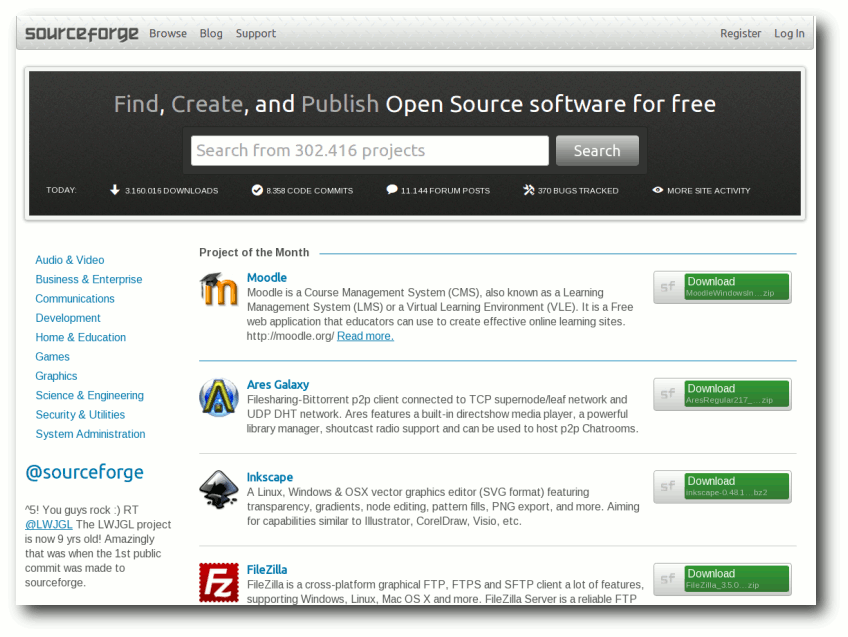 sourceforge Browse Blog Support Register Log In
Find, Create, and Publish Open Source software for free
Search from 302.416 projects Search
TODAY: 3.160.016 DOWNLOADS 8.358 CODE COMMITS 11.144 FORUM POSTS 370 BUGS TRACKED MORE SITE ACTIVITY
Audio & Video
Business & Enterprise
Communications
Development
Home & Education
Games
Graphics
Science & Engineering
Security & Utilities
System Administration
@sourceforge
^5! You guys rock :) RT
@LWJGL The LWJGL project
is now 9 yrs old! Amazingly
that was when the 1st public
commit was made to
sourceforge.
Project of the Month
Moodle
Moodle is a Course Management System (CMS), also known as a Learning
Management System (LMS) or a Virtual Learning Environment (VLE). It is a Free
web application that educators can use to create effective online learning sites.
http://moodle.org/ Read more.
sf Download
MoodleWindowsIn...zip
Ares Galaxy
Filesharing-Bittorrent p2p client connected to TCP supernode/leaf network and
UDP DHT network. Ares features a built-in directshow media player, a powerful
library manager, shoutcast radio support and can be used to host p2p Chatrooms.
sf Download
AresRegular217_...zip
Inkscape
A Linux, Windows & OSX vector graphics editor (SVG format) featuring
transparency, gradients, node editing, pattern fills, PNG export, and more. Aiming
for capabilities similar to Illustrator, CorelDraw, Visio, etc.
sf Download
inkscape-0.48.1...bz2
FileZilla
FileZilla is a cross-platform graphical FTP, FTPS and SFTP client a lot of features,
supporting Windows, Linux, Mac OS X and more. FileZilla Server is a reliable FTP
sf Download
FileZilla_3.5.0...zip